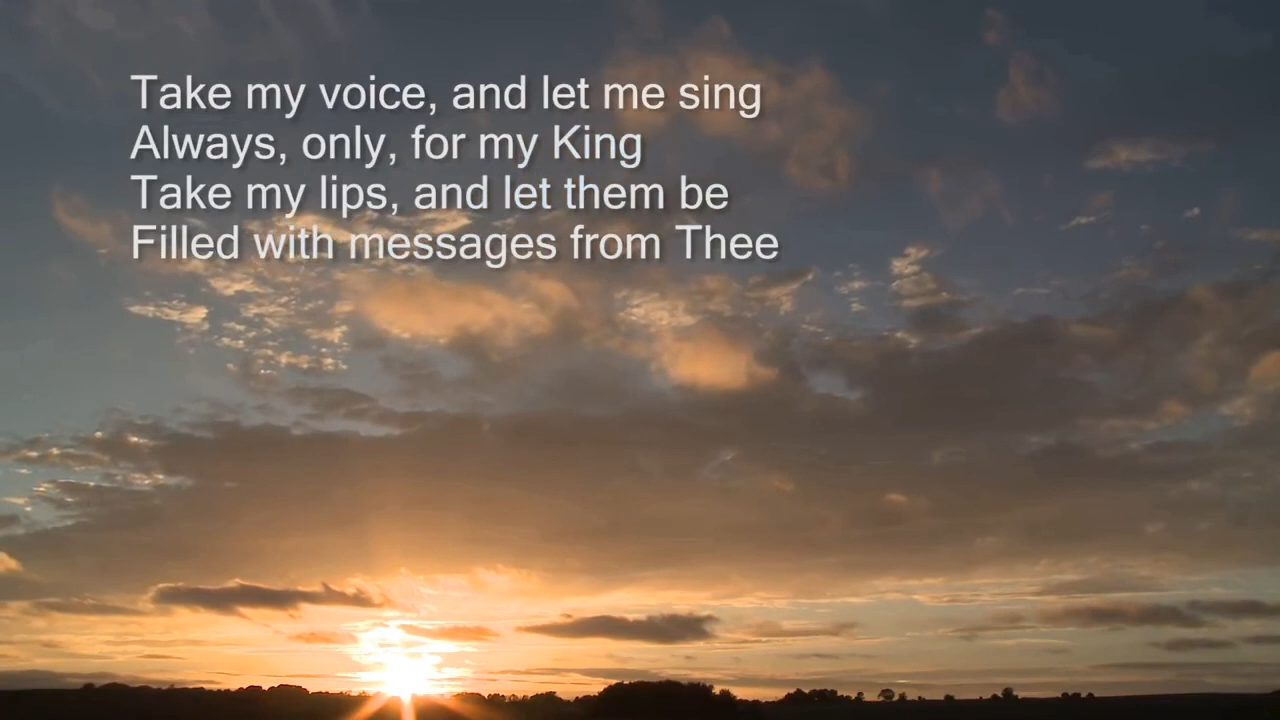 Take my voice, and let me sing
Always, only, for my King
Take my lips, and let them be
Filled with messages from Thee